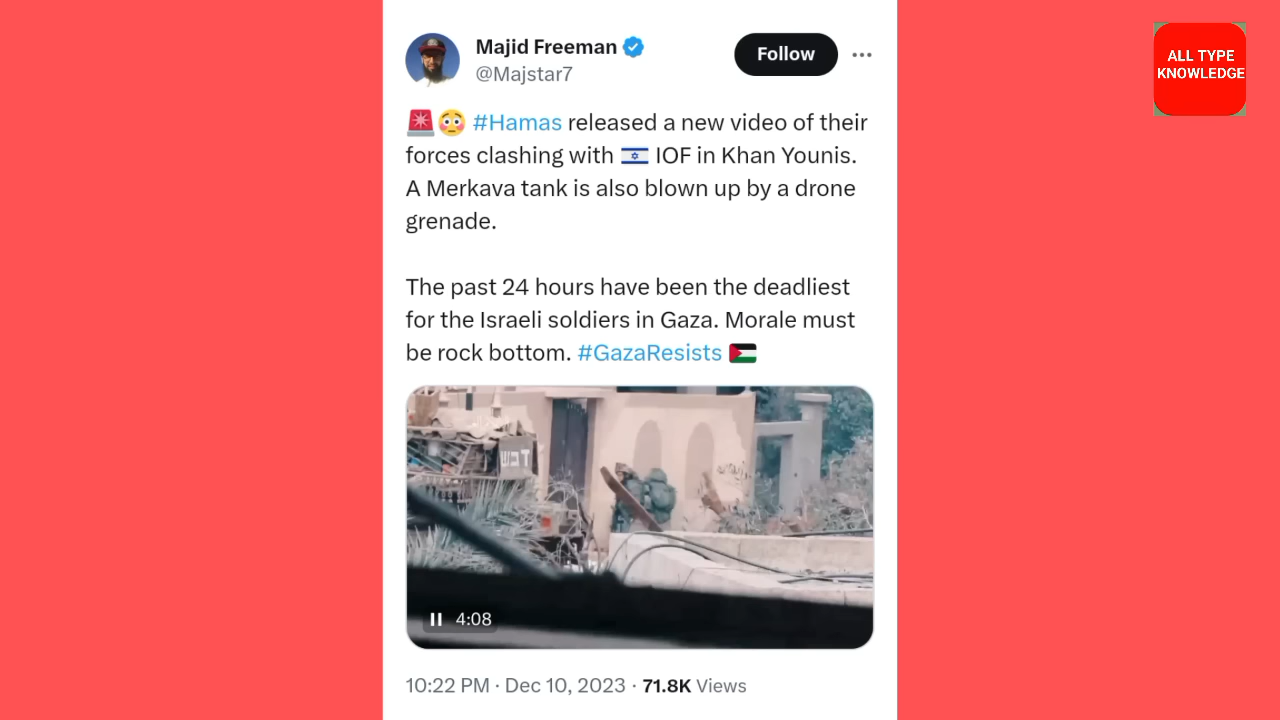 Majid Freeman
@Majstar7
Follow
ALL TYPE
KNOWLEDGE
🚨😳 #Hamas released a new video of their
forces clashing with 🇮🇱 IOF in Khan Younis.
A Merkava tank is also blown up by a drone
grenade.
The past 24 hours have been the deadliest
for the Israeli soldiers in Gaza. Morale must
be rock bottom. #GazaResists 🇵🇸
4:08
10:22 PM · Dec 10, 2023 · 71.8K Views